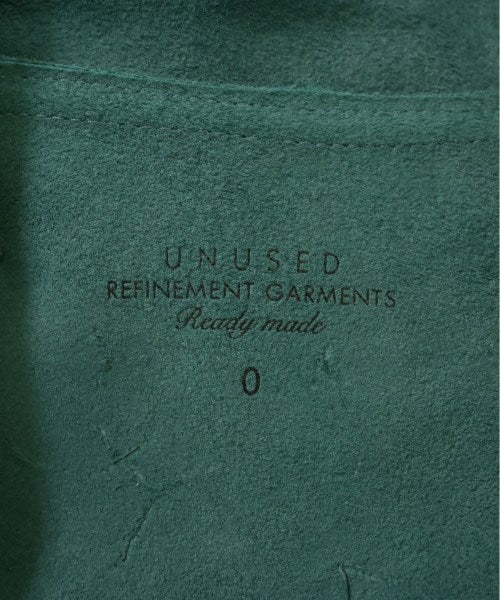 UNUSED
REFINEMENT GARMENTS
Ready made
0